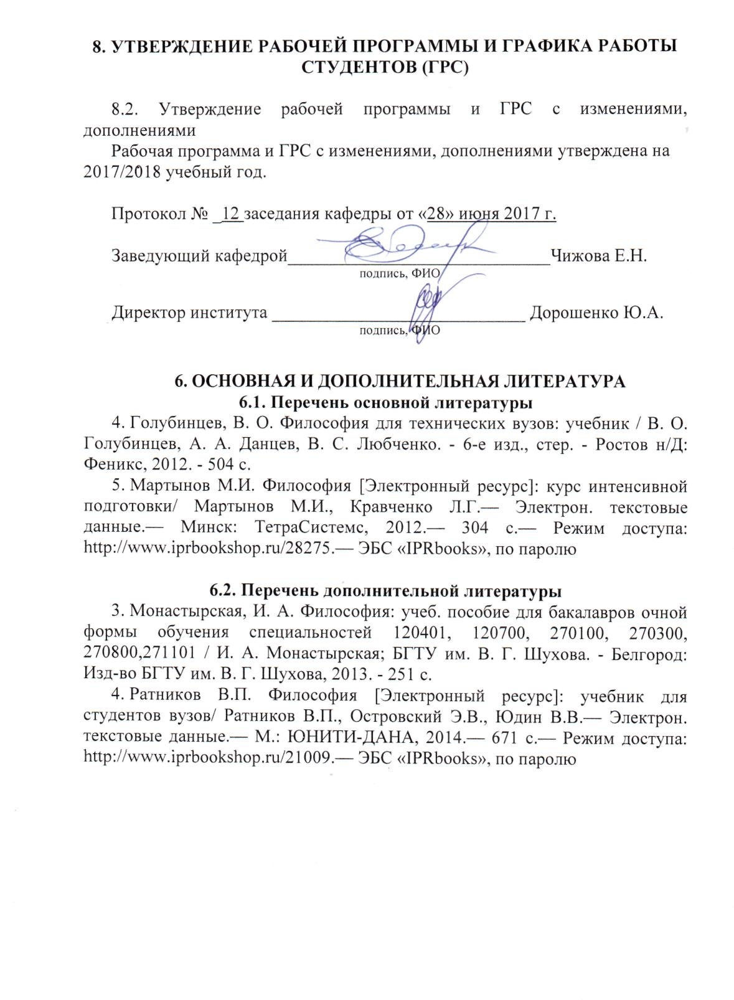 8. УТВЕРЖДЕНИЕ РАБОЧЕЙ ПРОГРАММЫ И ГРАФИКА РАБОТЫ
СТУДЕНТОВ (ГРС)
8.2. Утверждение рабочей программы и ГРС с изменениями,
дополнениями
Рабочая программа и ГРС с изменениями, дополнениями утверждена на
2017/2018 учебный год.
Протокол № _12 заседания кафедры от «28» июня 2017 г.
Заведующий кафедрой______________________________Чижова Е.Н.
подпись, ФИО
Директор института _____________________________ Дорошенко Ю.А.
подпись, ФИО
6. ОСНОВНАЯ И ДОПОЛНИТЕЛЬНАЯ ЛИТЕРАТУРА
6.1. Перечень основной литературы
4. Голубинцев, В. О. Философия для технических вузов: учебник / В. О.
Голубинцев, А. А. Данцев, В. С. Любченко. - 6-е изд., стер. - Ростов н/Д:
Феникс, 2012. - 504 с.
5. Мартынов М.И. Философия [Электронный ресурс]: курс интенсивной
подготовки/ Мартынов М.И., Кравченко Л.Г.— Электрон. текстовые
данные.— Минск: ТетраСистемс, 2012.— 304 с.— Режим доступа:
http://www.iprbookshop.ru/28275.— ЭБС «IPRbooks», по паролю
6.2. Перечень дополнительной литературы
3. Монастырская, И. А. Философия: учеб. пособие для бакалавров очной
формы обучения специальностей 120401, 120700, 270100, 270300,
270800,271101 / И. А. Монастырская; БГТУ им. В. Г. Шухова. - Белгород:
Изд-во БГТУ им. В. Г. Шухова, 2013. - 251 с.
4. Ратников В.П. Философия [Электронный ресурс]: учебник для
студентов вузов/ Ратников В.П., Островский Э.В., Юдин В.В.— Электрон.
текстовые данные.— М.: ЮНИТИ-ДАНА, 2014.— 671 с.— Режим доступа:
http://www.iprbookshop.ru/21009.— ЭБС «IPRbooks», по паролю